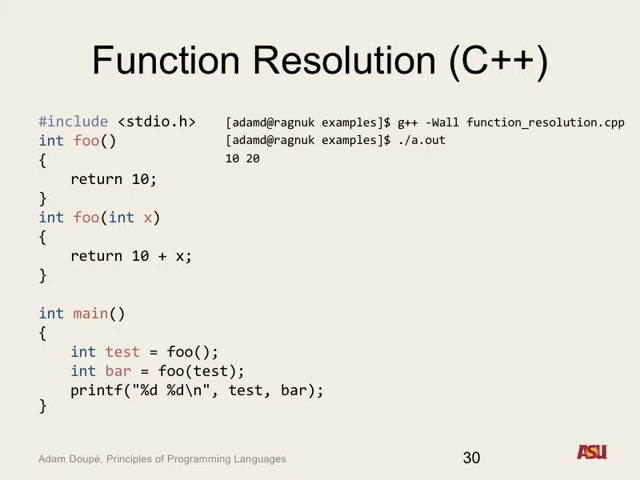 Function Resolution (C++)
#include <stdio.h>
int foo()
{
return 10;
}
int foo(int x)
{
return 10 + x;
}
int main()
{
int test = foo();
int bar = foo(test);
printf("%d %d\n", test, bar);
}
[adamd@ragnuk examples]$ g++ -Wall function_resolution.cpp
[adamd@ragnuk examples]$ ./a.out
10 20
Adam Doupé, Principles of Programming Languages
30
ASU